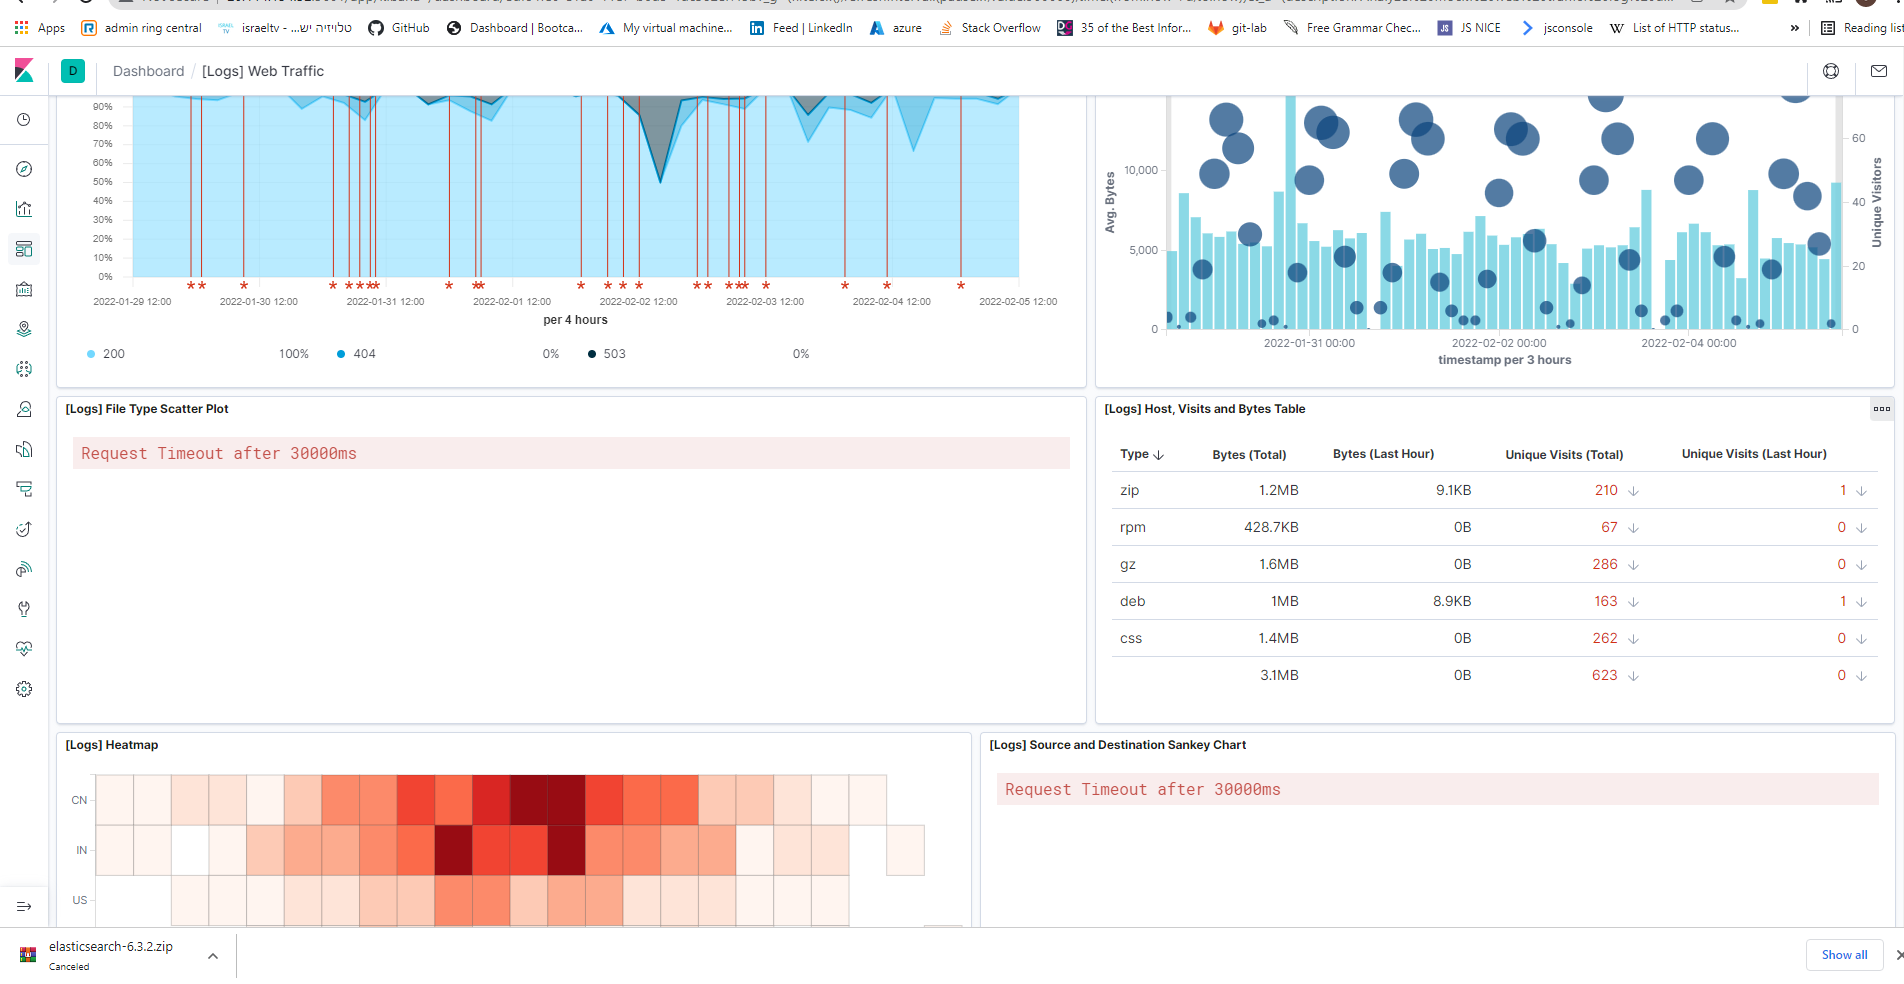 Apps
admin ring central
israeltv - ...טלויזיה יש
GitHub
Dashboard | Bootca...
My virtual machine...
Feed | LinkedIn
azure
Stack Overflow
35 of the Best Infor...
git-lab
Free Grammar Chec...
JS NICE
jsconsole
List of HTTP status...
»
Reading list
D
Dashboard / [Logs] Web Traffic
90%
80%
70%
60%
50%
40%
30%
20%
10%
0%
2022-01-29 12:00 2022-01-30 12:00 2022-01-31 12:00 2022-02-01 12:00 2022-02-02 12:00 2022-02-03 12:00 2022-02-04 12:00 2022-02-05 12:00
per 4 hours
200 100% 404 0% 503 0%
Avg. Bytes
10,000
5,000
0
60
40
20
0
Unique Visitors
2022-01-31 00:00 2022-02-02 00:00 2022-02-04 00:00
timestamp per 3 hours
[Logs] File Type Scatter Plot
Request Timeout after 30000ms
[Logs] Host, Visits and Bytes Table
Type Bytes (Total) Bytes (Last Hour) Unique Visits (Total) Unique Visits (Last Hour)
zip 1.2MB 9.1KB 210 1
rpm 428.7KB 0B 67 0
gz 1.6MB 0B 286 0
deb 1MB 8.9KB 163 1
css 1.4MB 0B 262 0
3.1MB 0B 623 0
[Logs] Heatmap
CN
IN
US
[Logs] Source and Destination Sankey Chart
Request Timeout after 30000ms
elasticsearch-6.3.2.zip
Canceled
Show all